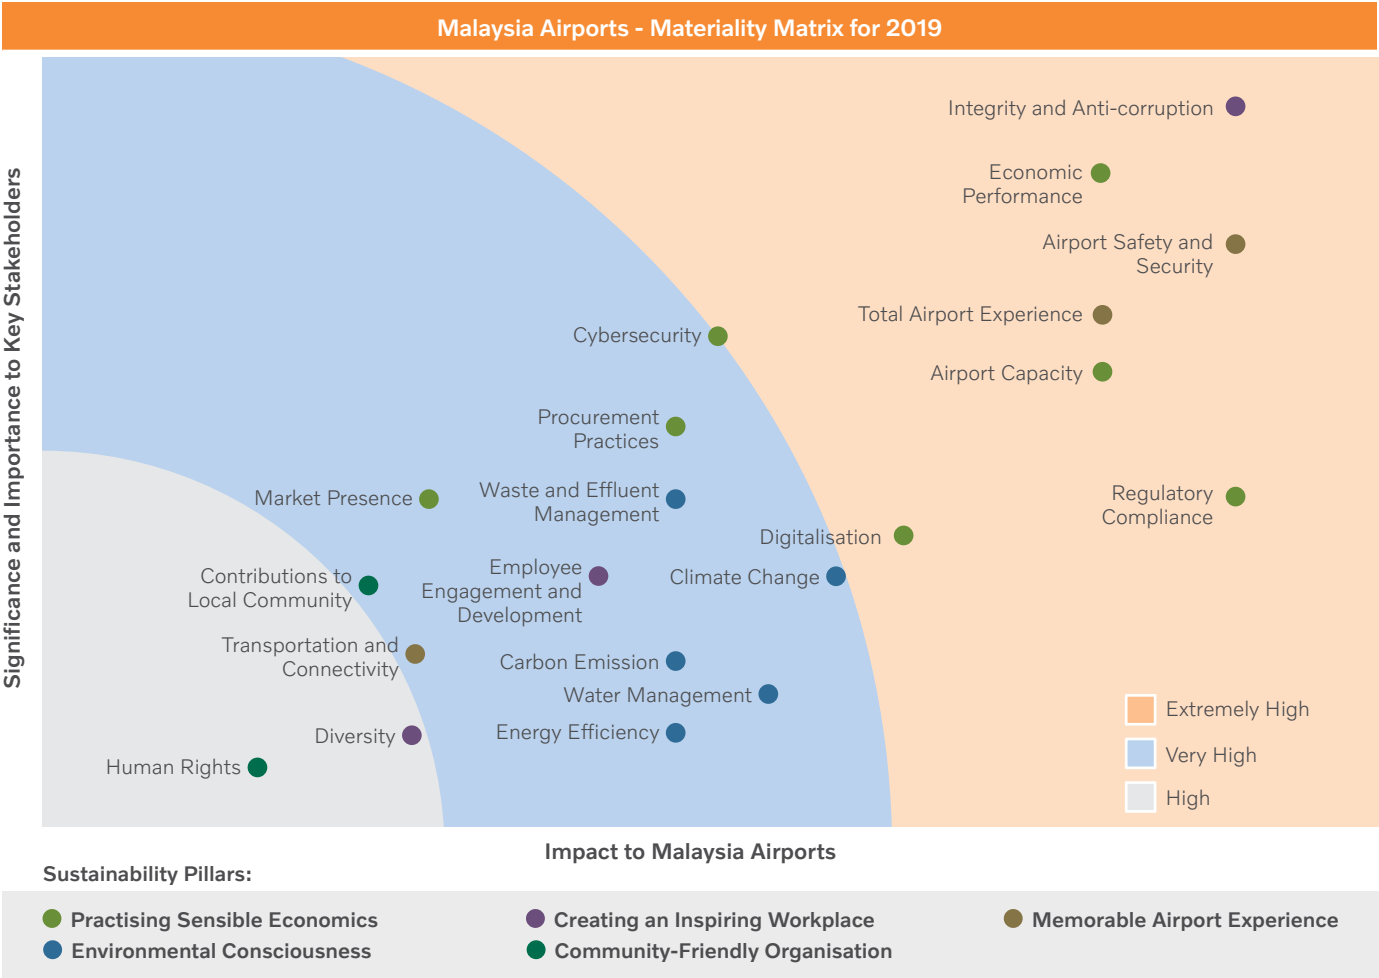 Malaysia Airports - Materiality Matrix for 2019
Significance and Importance to Key Stakeholders
Integrity and Anti-corruption
Economic
Performance
Airport Safety and
Security
Total Airport Experience
Cybersecurity
Airport Capacity
Procurement
Practices
Market Presence
Waste and Effluent
Management
Regulatory
Compliance
Digitalisation
Contributions to
Local Community
Employee
Engagement and
Development
Climate Change
Transportation and
Connectivity
Carbon Emission
Water Management
Energy Efficiency
Diversity
Human Rights
Extremely High
Very High
High
Impact to Malaysia Airports
Sustainability Pillars:
Practising Sensible Economics
Creating an Inspiring Workplace
Memorable Airport Experience
Environmental Consciousness
Community-Friendly Organisation